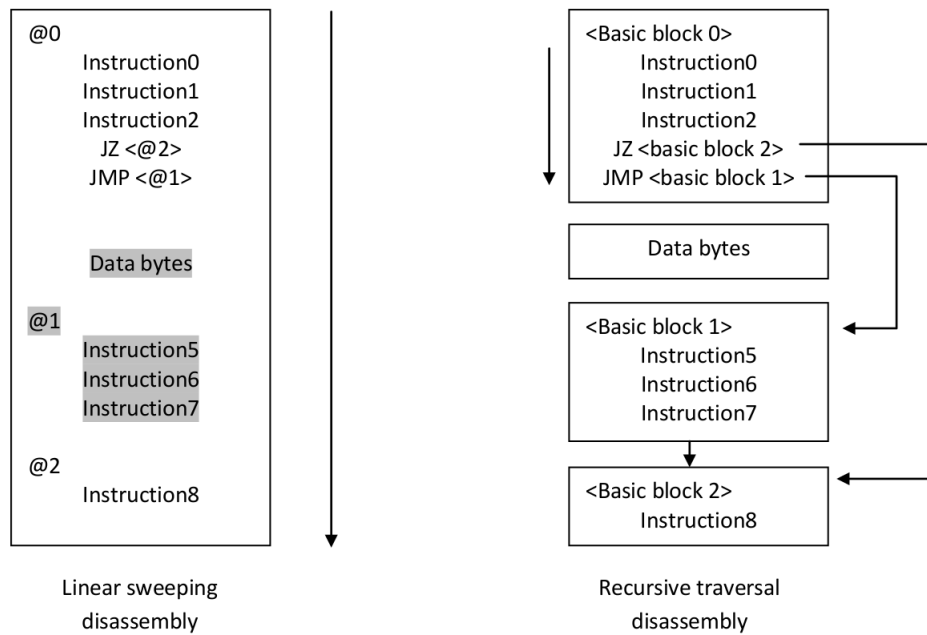 @0
Instruction0
Instruction1
Instruction2
JZ <@2>
JMP <@1>
Data bytes
@1
Instruction5
Instruction6
Instruction7
@2
Instruction8
Linear sweeping
disassembly
<Basic block 0>
Instruction0
Instruction1
Instruction2
JZ <basic block 2>
JMP <basic block 1>
Data bytes
<Basic block 1>
Instruction5
Instruction6
Instruction7
<Basic block 2>
Instruction8
Recursive traversal
disassembly